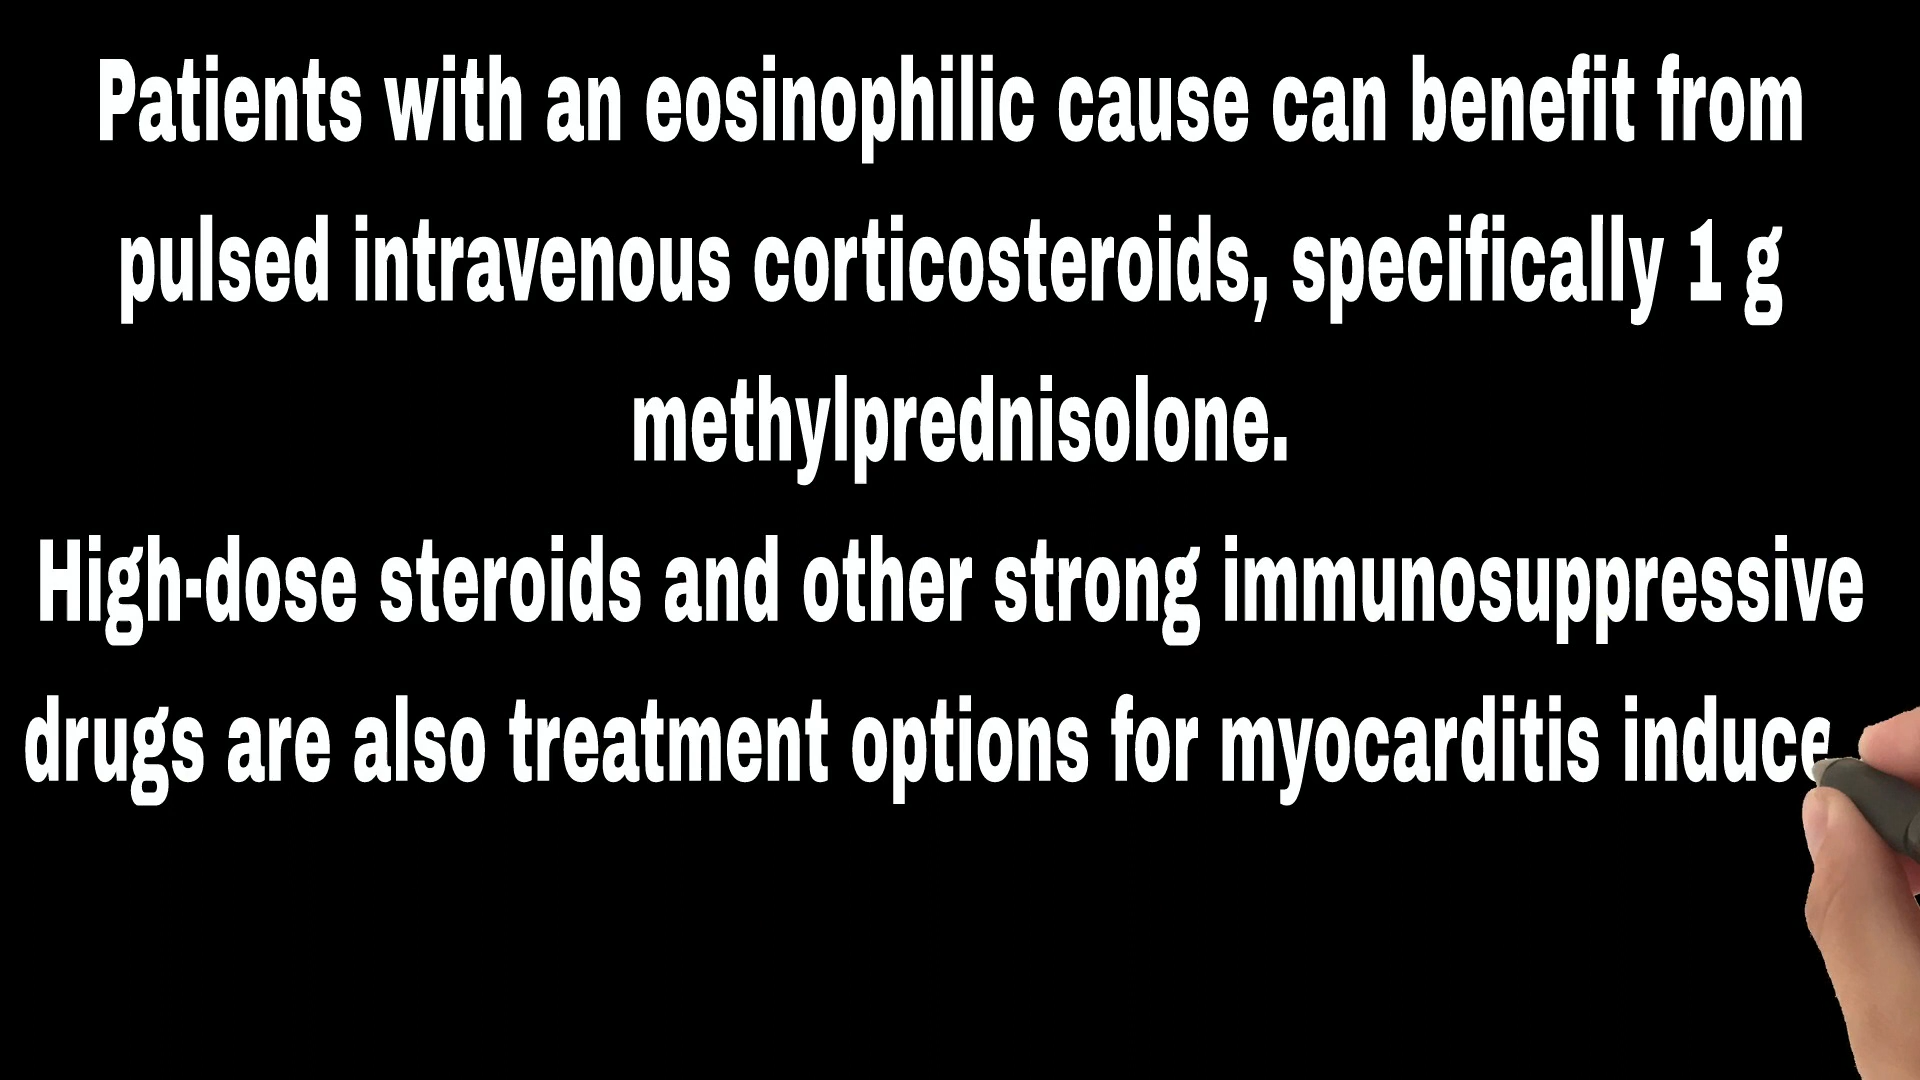 Patients with an eosinophilic cause can benefit from
pulsed intravenous corticosteroids, specifically 1 g
methylprednisolone.
High-dose steroids and other strong immunosuppressive
drugs are also treatment options for myocarditis induce